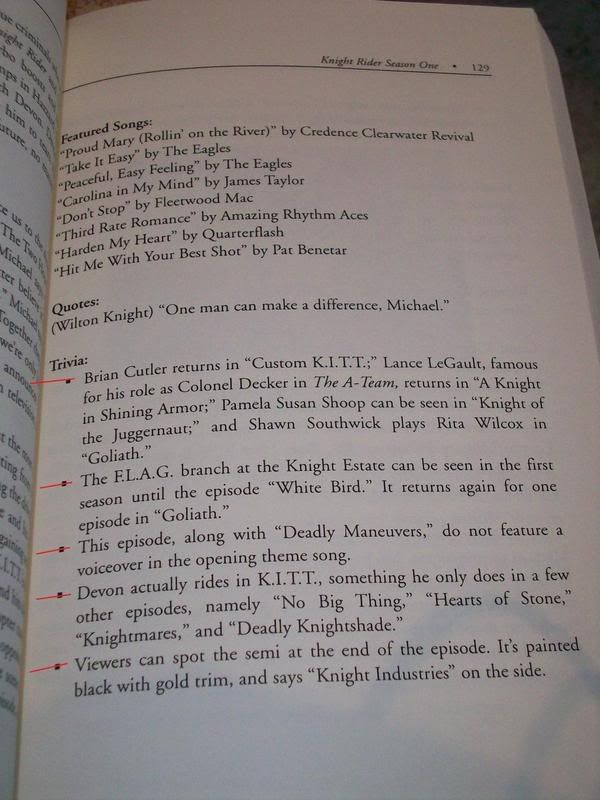 Knight Rider Season One • 129
Featured Songs:
"Proud Mary (Rollin' on the River)" by Credence Clearwater Revival
"Take It Easy" by The Eagles
"Peaceful, Easy Feeling" by The Eagles
"Carolina in My Mind" by James Taylor
"Don't Stop" by Fleetwood Mac
"Third Rate Romance" by Amazing Rhythm Aces
"Harden My Heart" by Quarterflash
"Hit Me With Your Best Shot" by Pat Benetar
Quotes:
(Wilton Knight) "One man can make a difference, Michael."
Trivia:
Brian Cutler returns in "Custom K.I.T.T.;" Lance LeGault, famous
for his role as Colonel Decker in The A-Team, returns in "A Knight
in Shining Armor;" Pamela Susan Shoop can be seen in "Knight of
the Juggernaut;" and Shawn Southwick plays Rita Wilcox in
"Goliath."
The F.L.A.G. branch at the Knight Estate can be seen in the first
season until the episode "White Bird." It returns again for one
episode in "Goliath."
This episode, along with "Deadly Maneuvers," do not feature a
voiceover in the opening theme song.
Devon actually rides in K.I.T.T., something he only does in a few
other episodes, namely "No Big Thing," "Hearts of Stone,"
"Knightmares," and "Deadly Knightshade."
Viewers can spot the semi at the end of the episode. It's painted
black with gold trim, and says "Knight Industries" on the side.